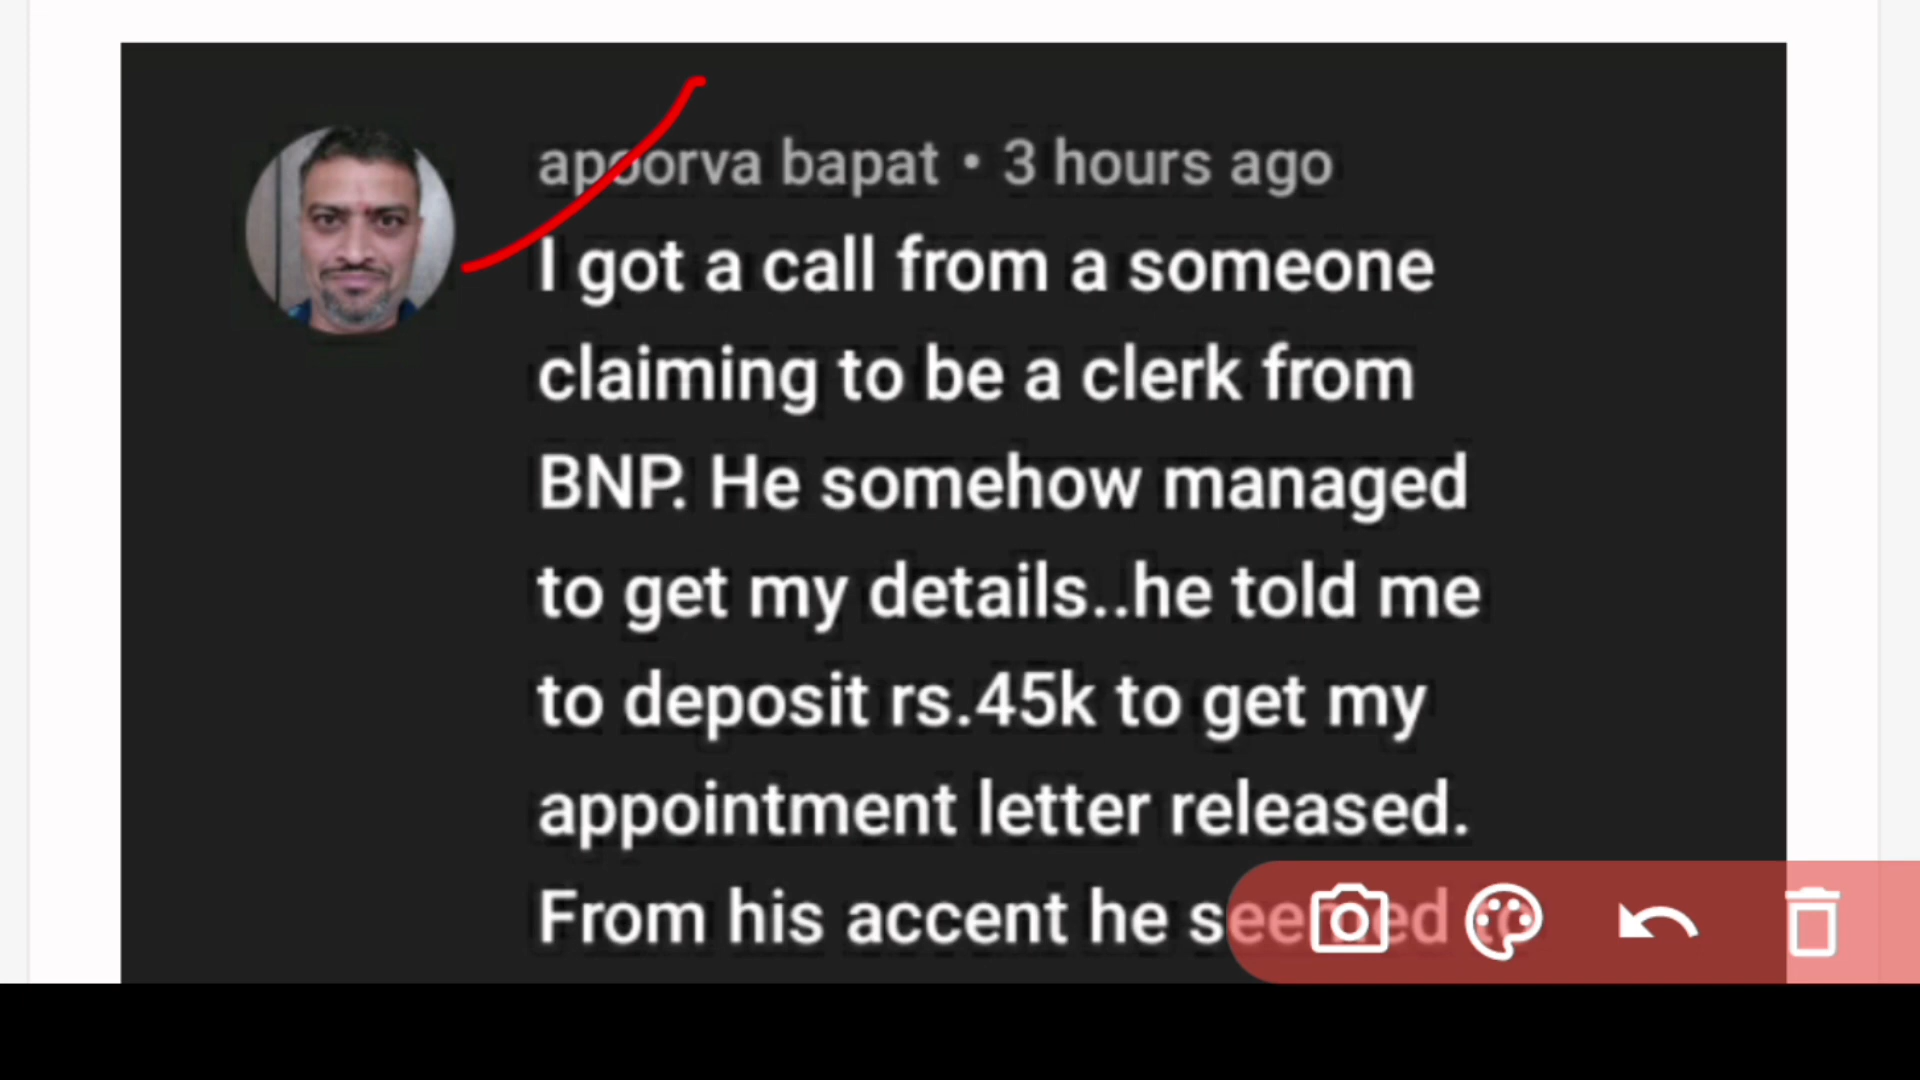 apoorva bapat • 3 hours ago
I got a call from a someone
claiming to be a clerk from
BNP. He somehow managed
to get my details..he told me
to deposit rs.45k to get my
appointment letter released.
From his accent he seemed to